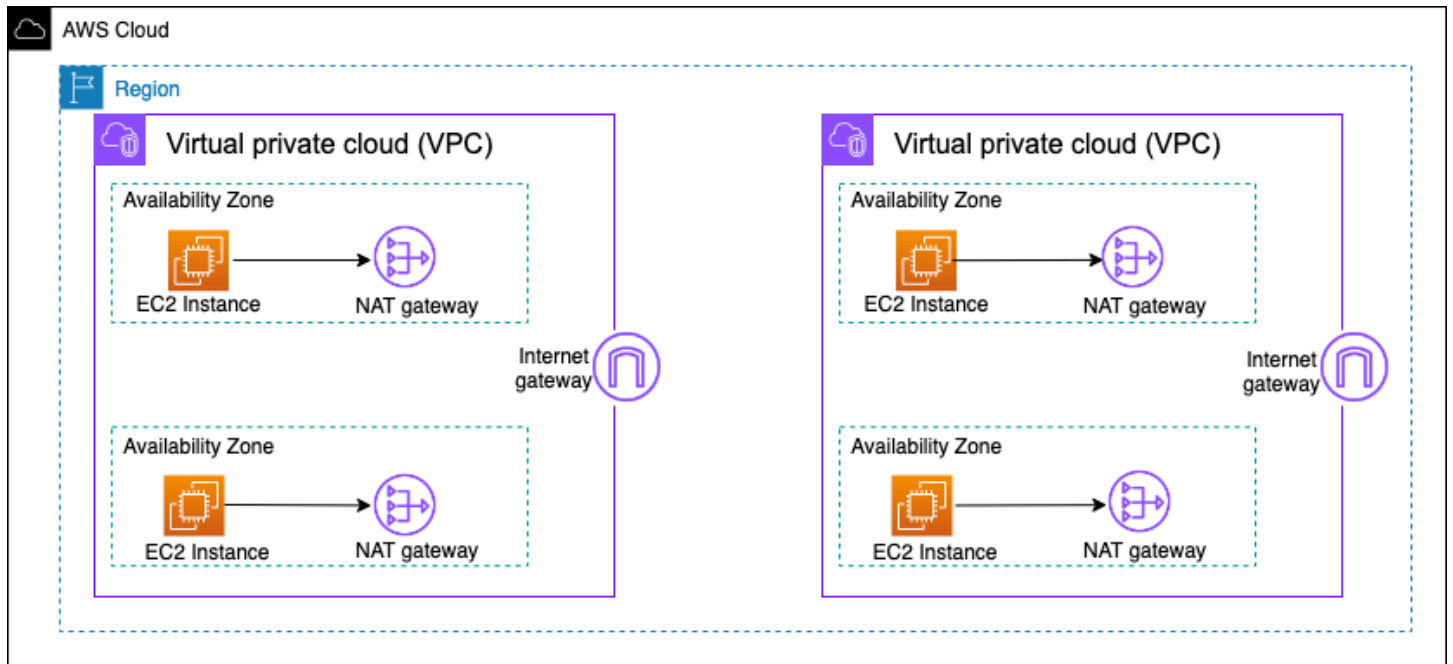 AWS Cloud
Region
Virtual private cloud (VPC)
Availability Zone
EC2 Instance
NAT gateway
Internet
gateway
Availability Zone
EC2 Instance
NAT gateway
Virtual private cloud (VPC)
Availability Zone
EC2 Instance
NAT gateway
Internet
gateway
Availability Zone
EC2 Instance
NAT gateway